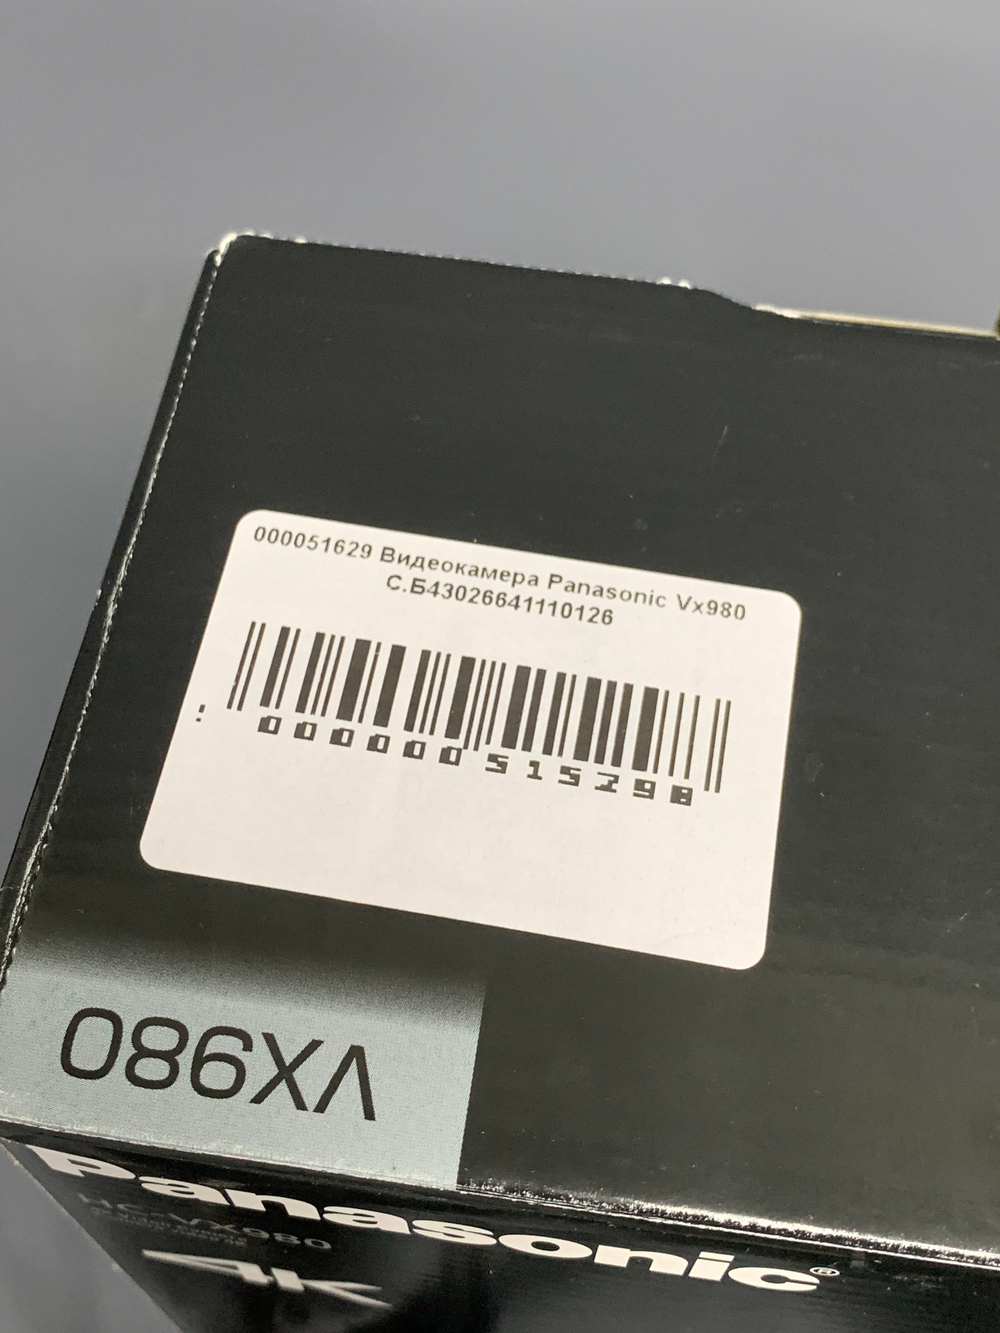 000051629 Видеокамера Panasonic Vx980
С.Б43026641110126
000000515298
VX980
Panasonic®
HC-VX980
4K